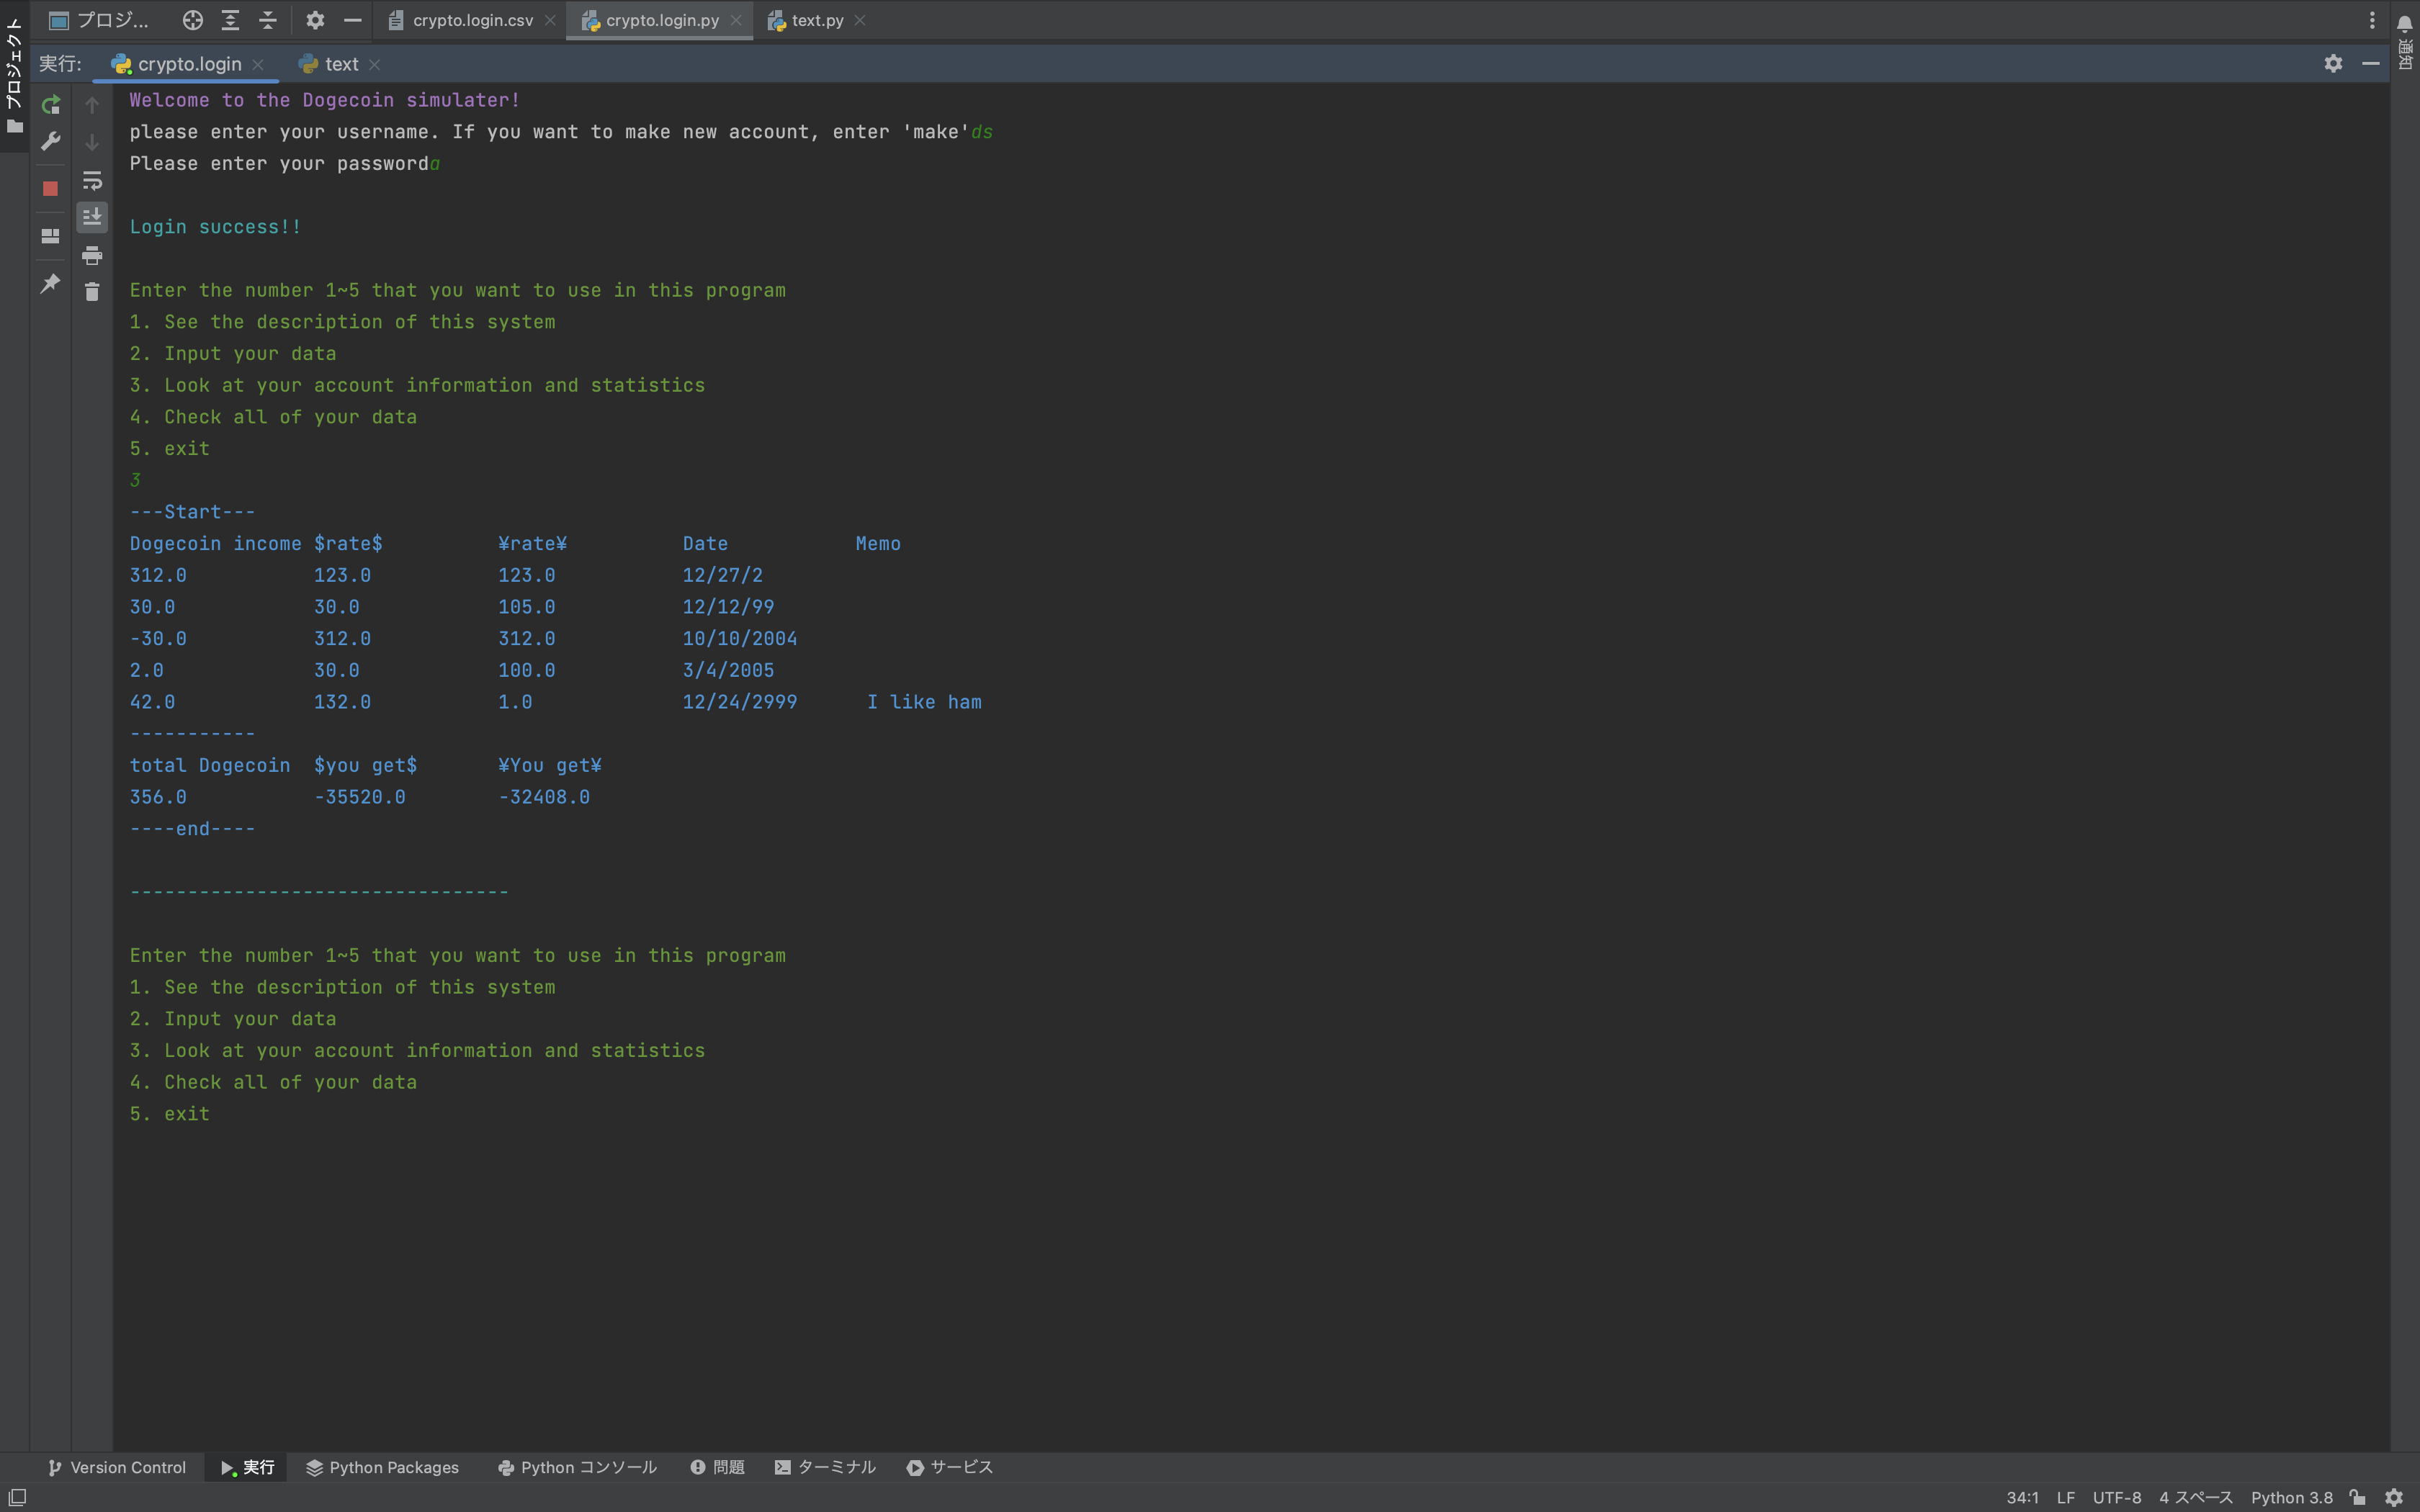 プロジ...
crypto.login.csv
crypto.login.py
text.py
プロジェクト
通知
実行:
crypto.login
text
Welcome to the Dogecoin simulater!
please enter your username. If you want to make new account, enter 'make'ds
Please enter your passworda
Login success!!
Enter the number 1~5 that you want to use in this program
1. See the description of this system
2. Input your data
3. Look at your account information and statistics
4. Check all of your data
5. exit
3
---Start---
Dogecoin income $rate$ ¥rate¥ Date Memo
312.0 123.0 123.0 12/27/2
30.0 30.0 105.0 12/12/99
-30.0 312.0 312.0 10/10/2004
2.0 30.0 100.0 3/4/2005
42.0 132.0 1.0 12/24/2999 I like ham
-----------
total Dogecoin $you get$ ¥You get¥
356.0 -35520.0 -32408.0
----end----
---------------------------------
Enter the number 1~5 that you want to use in this program
1. See the description of this system
2. Input your data
3. Look at your account information and statistics
4. Check all of your data
5. exit
Version Control
実行
Python Packages
Python コンソール
問題
ターミナル
サービス
34:1 LF UTF-8 4 スペース Python 3.8